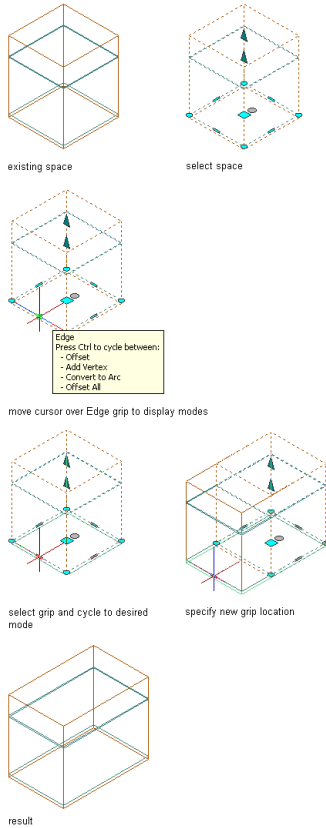 existing space
select space
Edge
Press Ctrl to cycle between:
- Offset
- Add Vertex
- Convert to Arc
- Offset All
move cursor over Edge grip to display modes
select grip and cycle to desired
mode
specify new grip location
result